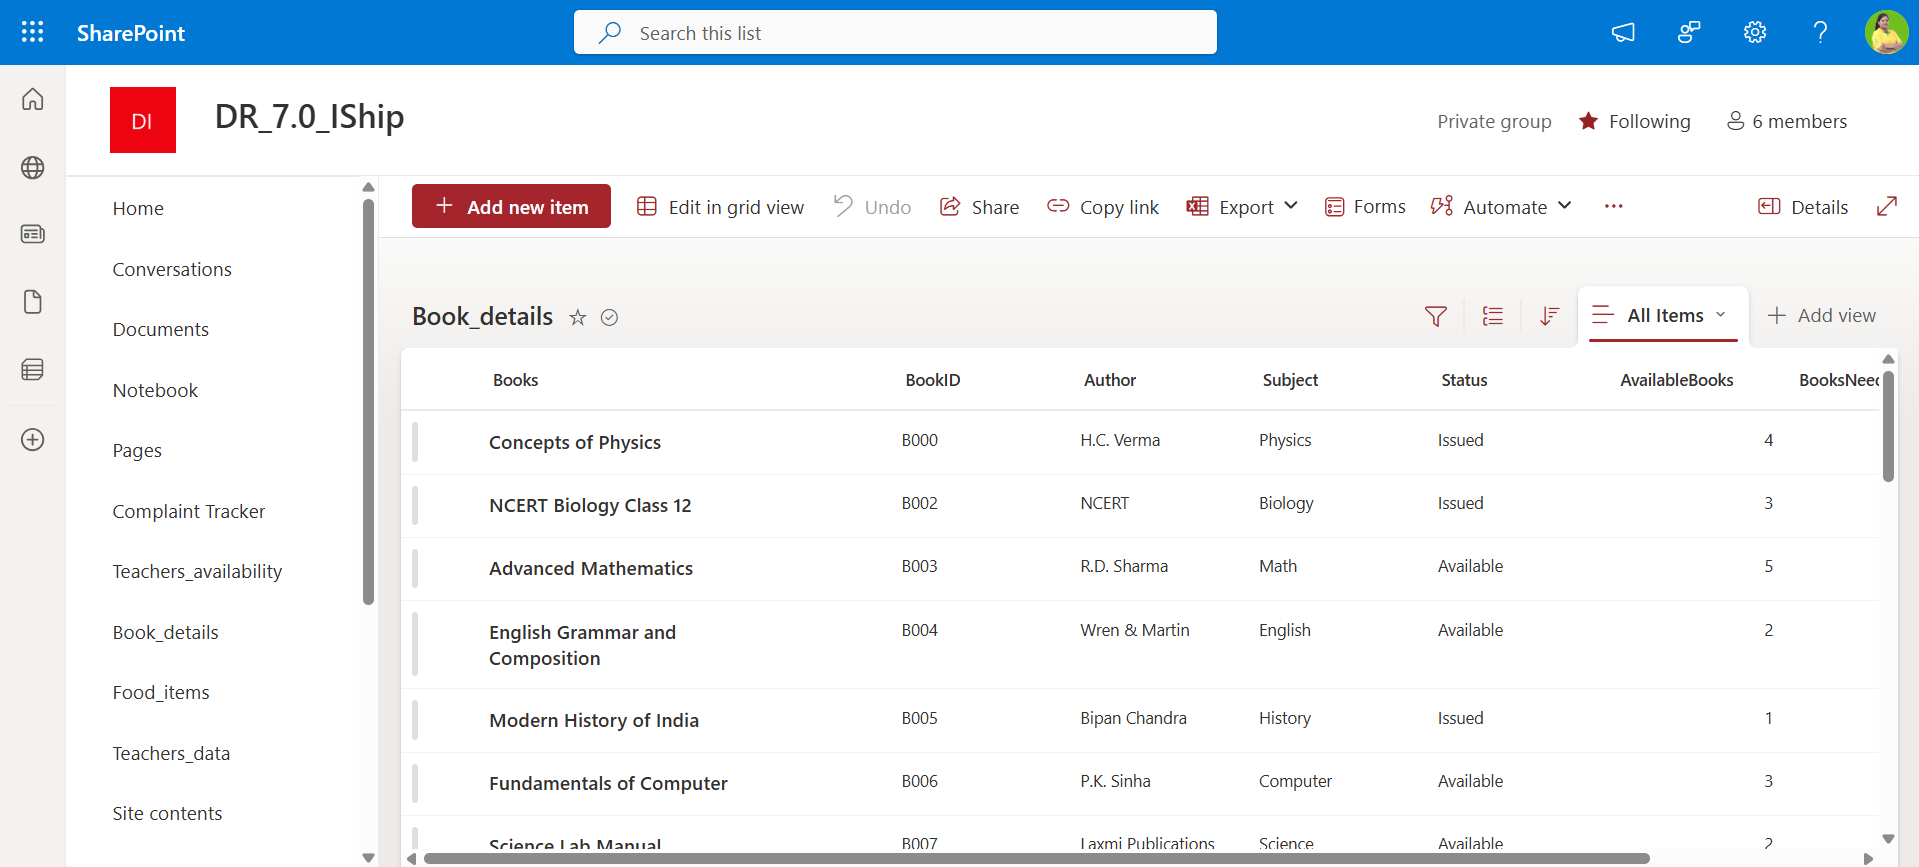 SharePoint
Search this list
DI
DR_7.0_IShip
Private group
Following
6 members
Home
Conversations
Documents
Notebook
Pages
Complaint Tracker
Teachers_availability
Book_details
Food_items
Teachers_data
Site contents
Add new item
Edit in grid view
Undo
Share
Copy link
Export
Forms
Automate
Details
Book_details
All Items
Add view
Books BookID Author Subject Status AvailableBooks
Concepts of Physics B000 H.C. Verma Physics Issued 4
NCERT Biology Class 12 B002 NCERT Biology Issued 3
Advanced Mathematics B003 R.D. Sharma Math Available 5
English Grammar and B004 Wren & Martin English Available 2
Composition
Modern History of India B005 Bipan Chandra History Issued 1
Fundamentals of Computer B006 P.K. Sinha Computer Available 3
Science Lab Manual B007 Laxmi Publications Science Available 2